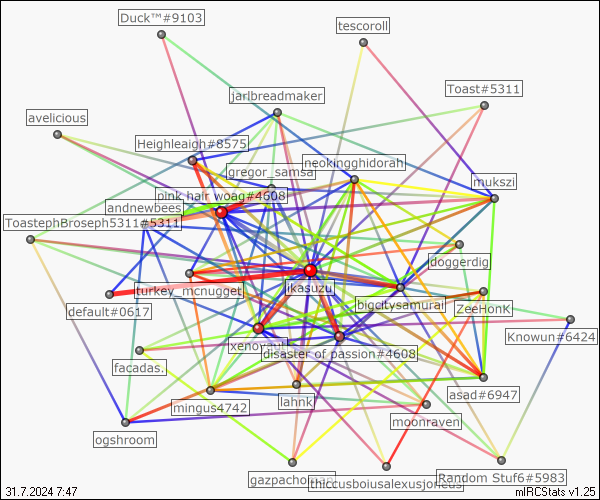 Duck™#9103
tescoroll
Toast#5311
jarlbreadmaker
avelicious
Heighleigh#8575
neokingghidorah
gregor_samsa
mukszi
pink hair woag#4608
andnewbees
ToastephBroseph5311#5311
doggerdig
turkey_mcnugget
ikasuzu
bigcitysamurai
default#0617
ZeeHonK
Knowun#6424
xenonaut
disaster of passion#4608
facadas.
asad#6947
lahnk
mingus4742
moonraven
ogshroom
gazpachoman
thiccusboiusalexusjoneus
Random Stuf6#5983
31.7.2024 7:47
mIRCStats v1.25